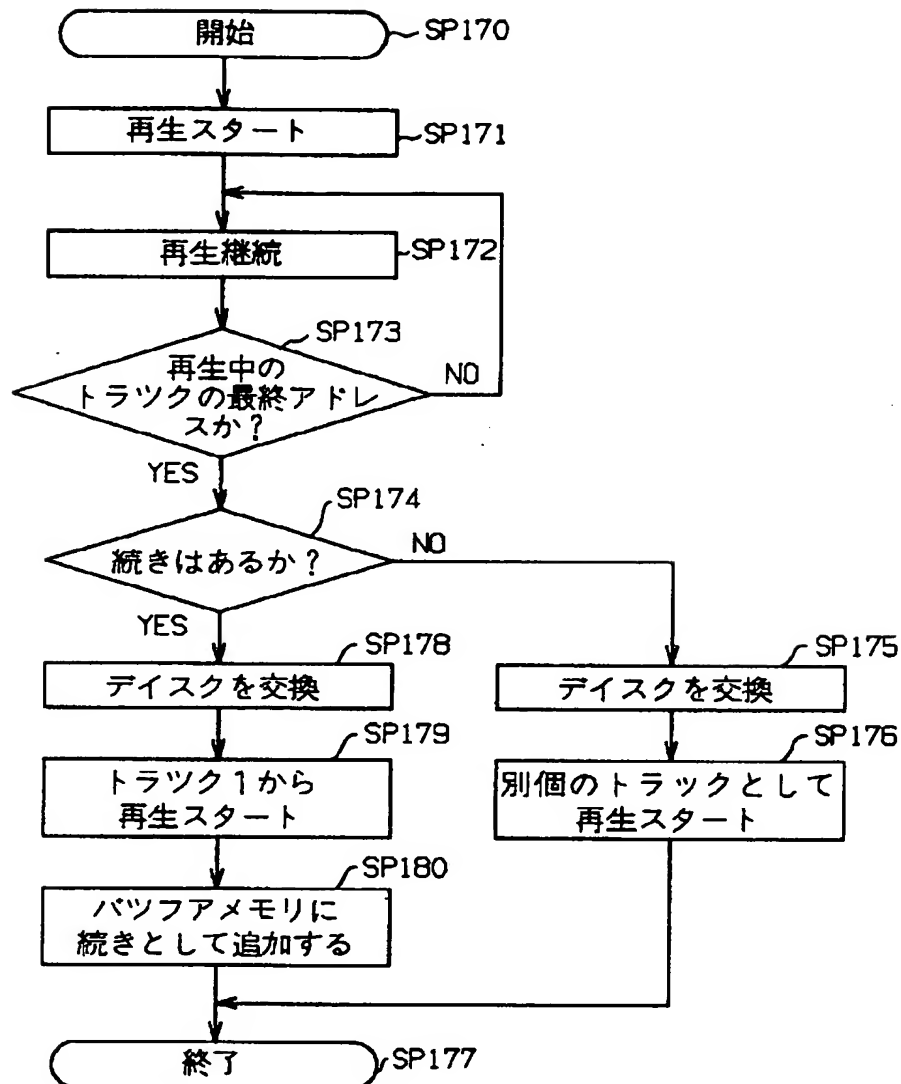 開始
SP170
再生スタート
SP171
再生継続
SP172
SP173
再生中の
トラツクの最終アドレ
スか?
NO
YES
SP174
続きはあるか?
NO
YES
SP178
デイスクを交換
SP175
デイスクを交換
SP179
トラツク1から
再生スタート
SP176
別個のトラックとして
再生スタート
SP180
バツフアメモリに
続きとして追加する
終了
SP177